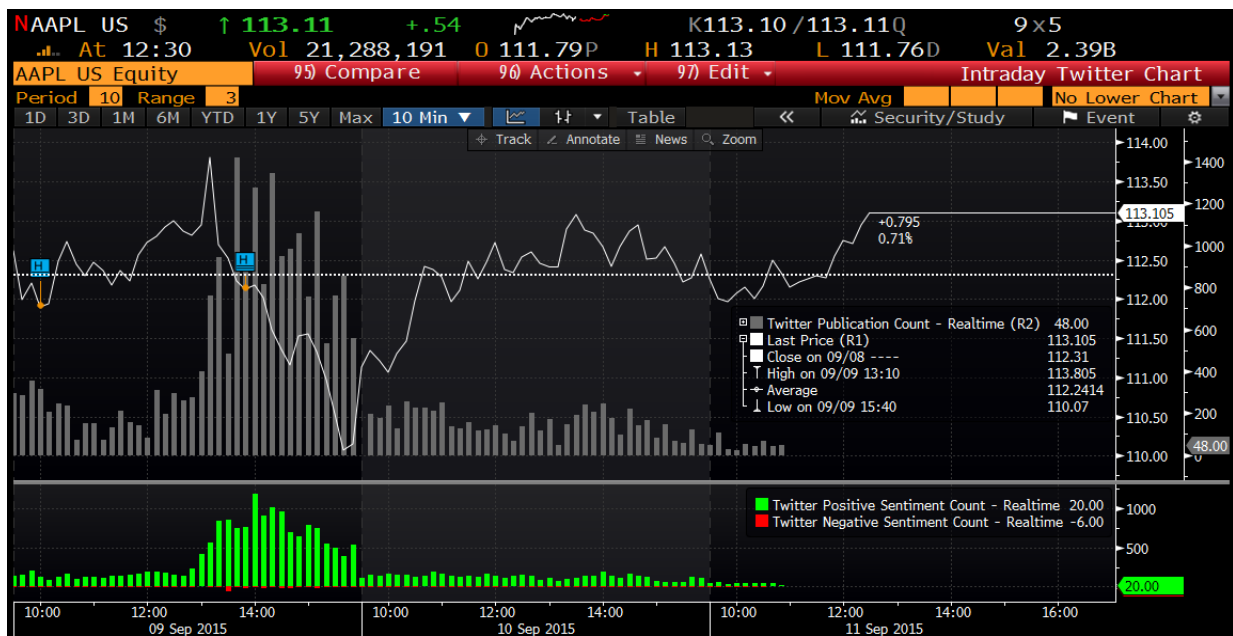 NAAPL US $ ↑ 113.11 +.54 K113.10/113.11Q 9x5
At 12:30 Vol 21,288,191 O 111.79P H 113.13 L 111.76D Val 2.39B
AAPL US Equity 95) Compare 96) Actions 97) Edit Intraday Twitter Chart
Period 10 Range 3 Mov Avg No Lower Chart
1D 3D 1M 6M YTD 1Y 5Y Max 10 Min ▼ Table « Security/Study Event
Track Annotate News Zoom
114.00
1400
113.50
1200
113.105
113.00
+0.795
0.71%
1000
H
H
112.50
800
112.00
600
111.50
400
111.00
200
110.50
48.00
110.00
0
Twitter Publication Count - Realtime (R2) 48.00
Last Price (R1) 113.105
Close on 09/08 ---- 112.31
High on 09/09 13:10 113.805
Average 112.2414
Low on 09/09 15:40 110.07
Twitter Positive Sentiment Count - Realtime 20.00
Twitter Negative Sentiment Count - Realtime -6.00
1000
500
20.00
10:00 12:00 14:00 10:00 12:00 14:00 10:00 12:00 14:00 16:00
09 Sep 2015 10 Sep 2015 11 Sep 2015